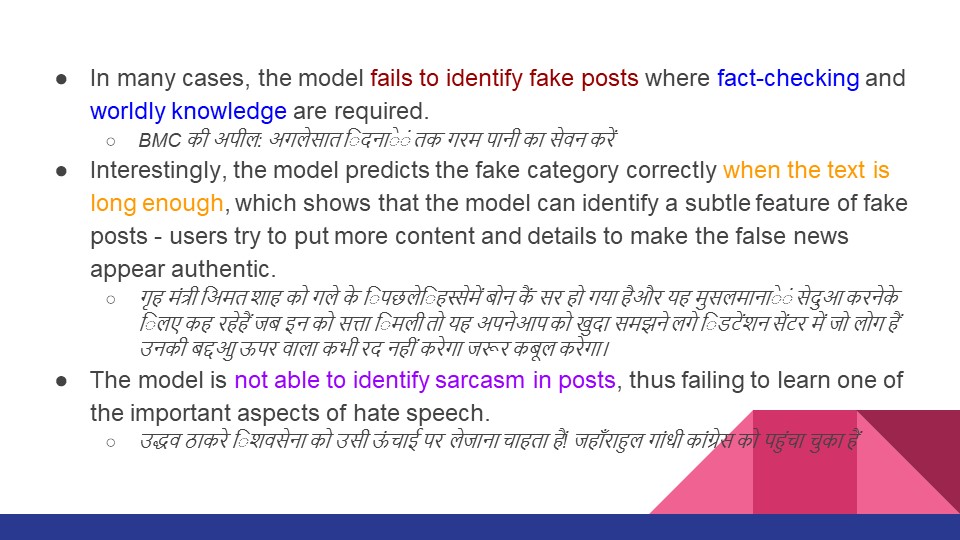 ● In many cases, the model fails to identify fake posts where fact-checking and
worldly knowledge are required.
○ BMC की अपील: अगलेसात िदनाेें तक गरम पानी का सेवन करें
● Interestingly, the model predicts the fake category correctly when the text is
long enough, which shows that the model can identify a subtle feature of fake
posts - users try to put more content and details to make the false news
appear authentic.
○ गृह मंत्री अिमत शाह को गले के िपछलेिहस्सेमें बोन कैं सर हो गया हैऔर यह मुसलमानाेें सेदुआ करनेके
िलए कह रहेहैं जब इन को सत्ता िमली तो यह अपनेआप को खुदा समझने लगे िडटेंशन सेंटर में जो लोग हैं
उनकी बद्दआु ऊपर वाला कभी रद नहीं करेगा जरूर कबूल करेगा।
● The model is not able to identify sarcasm in posts, thus failing to learn one of
the important aspects of hate speech.
○ उद्धव ठाकरे िशवसेना को उसी ऊंचाई पर लेजाना चाहता हैं! जहाँराहुल गांधी कांग्रेस को पहुंचा चुका हैं